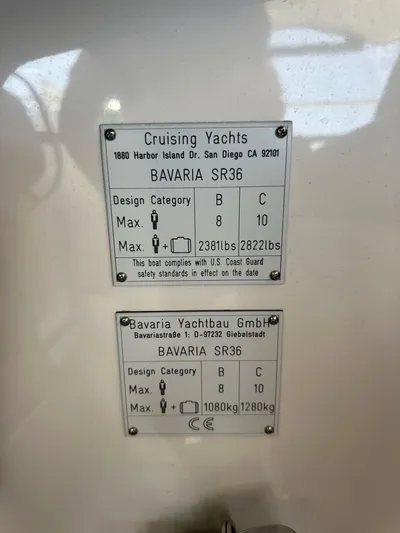 Cruising Yachts
1880 Harbor Island Dr. San Diego CA 92101
BAVARIA SR36
Design Category B C
Max. 8 10
Max. + 2381lbs 2822lbs
This boat complies with U.S. Coast Guard
safety standards in effect on the date
Bavaria Yachtbau GmbH
Bavariastraße 1; D-97232 Giebelstadt
BAVARIA SR36
Design Category B C
Max. 8 10
Max. + 1080kg 1280kg
CE